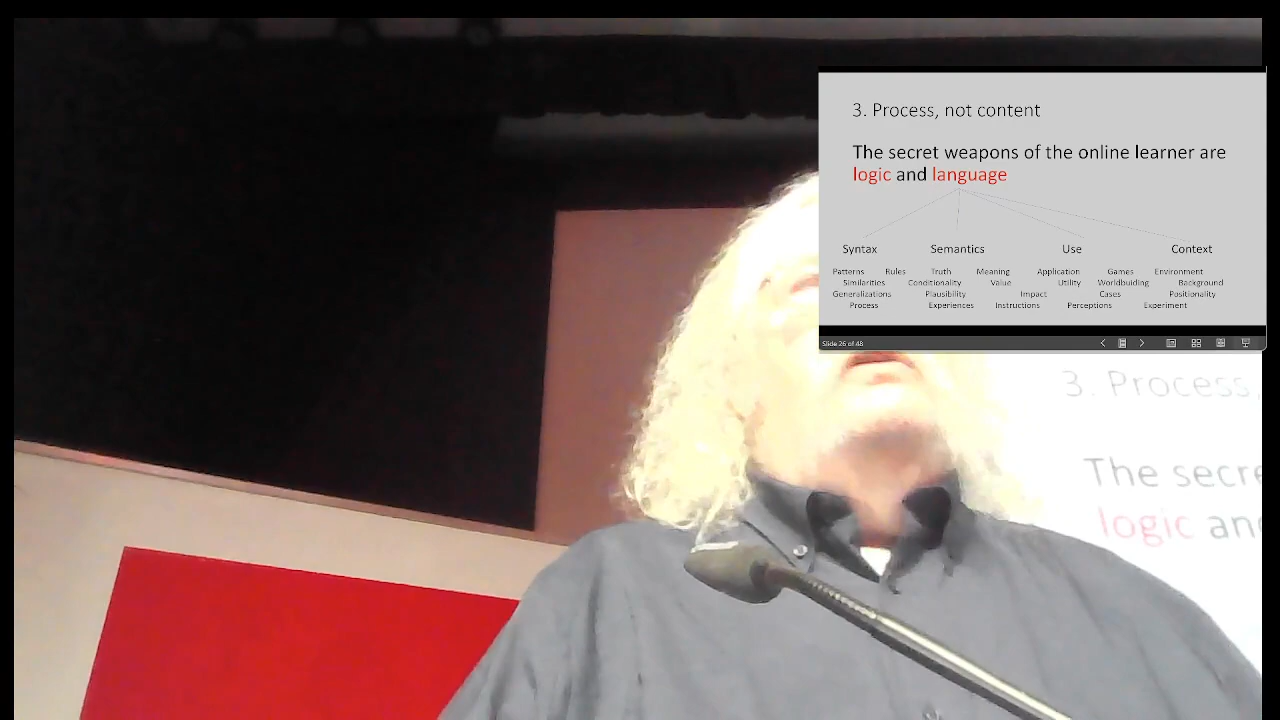 3. Process, not content
The secret weapons of the online learner are
logic and language
Syntax Semantics Use Context
Patterns Rules Truth Meaning Application Games Environment
Similarities Conditionality Value Utility Worldbuiding Background
Generalizations Plausibility Impact Cases Positionality
Process Experiences Instructions Perceptions Experiment
Slide 26 of 48
3. Process,
The secre
logic and